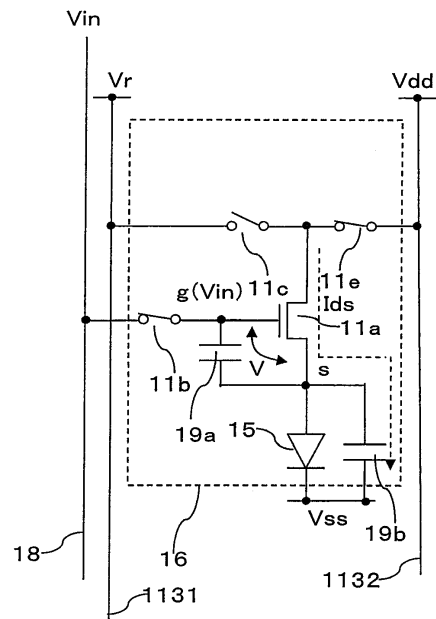 Vin
Vr
Vdd
11c
11e
g(Vin)
Ids
11a
11b
V
s
19a
15
19b
Vss
18
16
1131
1132